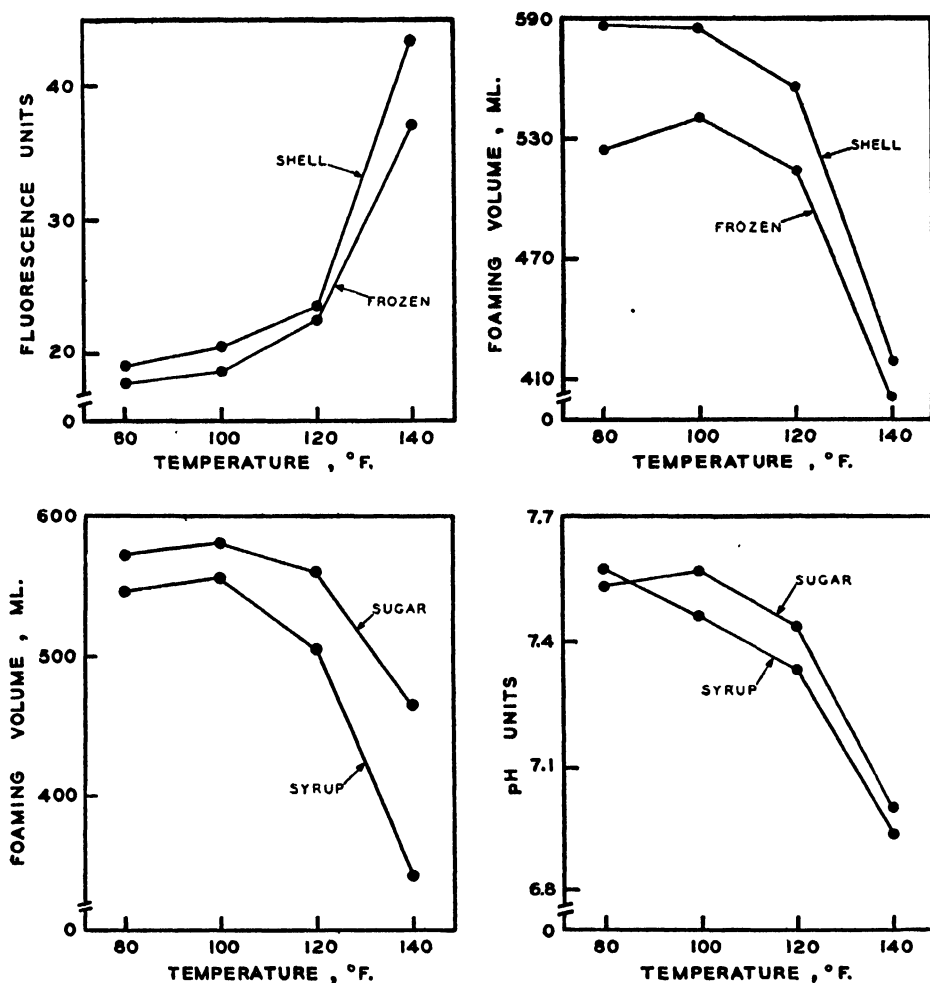 FLUORESCENCE UNITS
40
30
20
0
SHELL
FROZEN
80
100
120
140
TEMPERATURE , °F.
FOAMING VOLUME , ML.
590
530
470
410
0
SHELL
FROZEN
80
100
120
140
TEMPERATURE , °F.
FOAMING VOLUME , ML.
600
500
400
0
SUGAR
SYRUP
80
100
120
140
TEMPERATURE , °F.
pH UNITS
7.7
7.4
7.1
6.8
0
SUGAR
SYRUP
80
100
120
140
TEMPERATURE , °F.